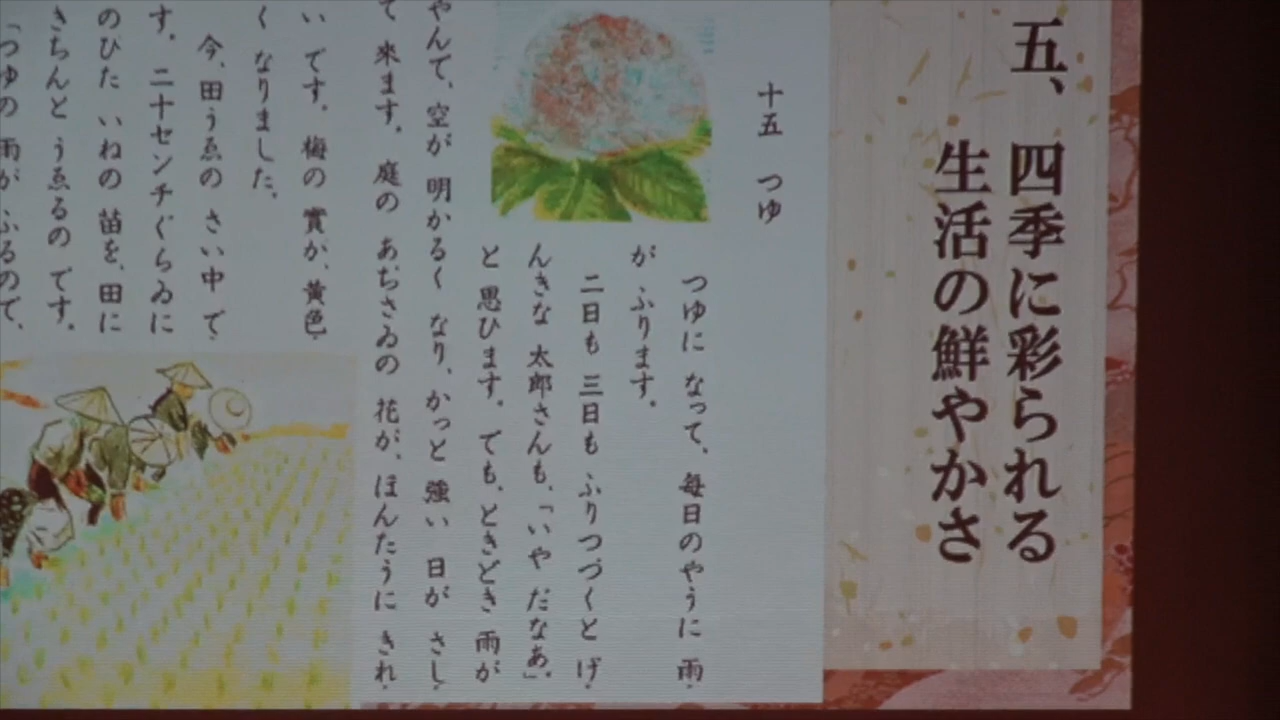 五、四季に彩られる
生活の鮮やかさ
十五 つゆ
つゆに なって、毎日のやうに 雨
が ふります。
二日も 三日も ふりつづくと げ
んきな 太郎さんも、「いや だなあ。」
と 思ひます。でも、ときどき 雨が
やんで、空が 明かるく なり、かっと 強い 日が さし
て 來ます。庭の あぢさゐの 花が、ほんたうに きれ
い です。梅の 實が、黄色
く なりました。
今、田うゑの さい中 で
す。二十センチぐらゐに
のびた いねの 苗を、田に
きちんと うゑるの です。
「つゆの 雨が ふるので、